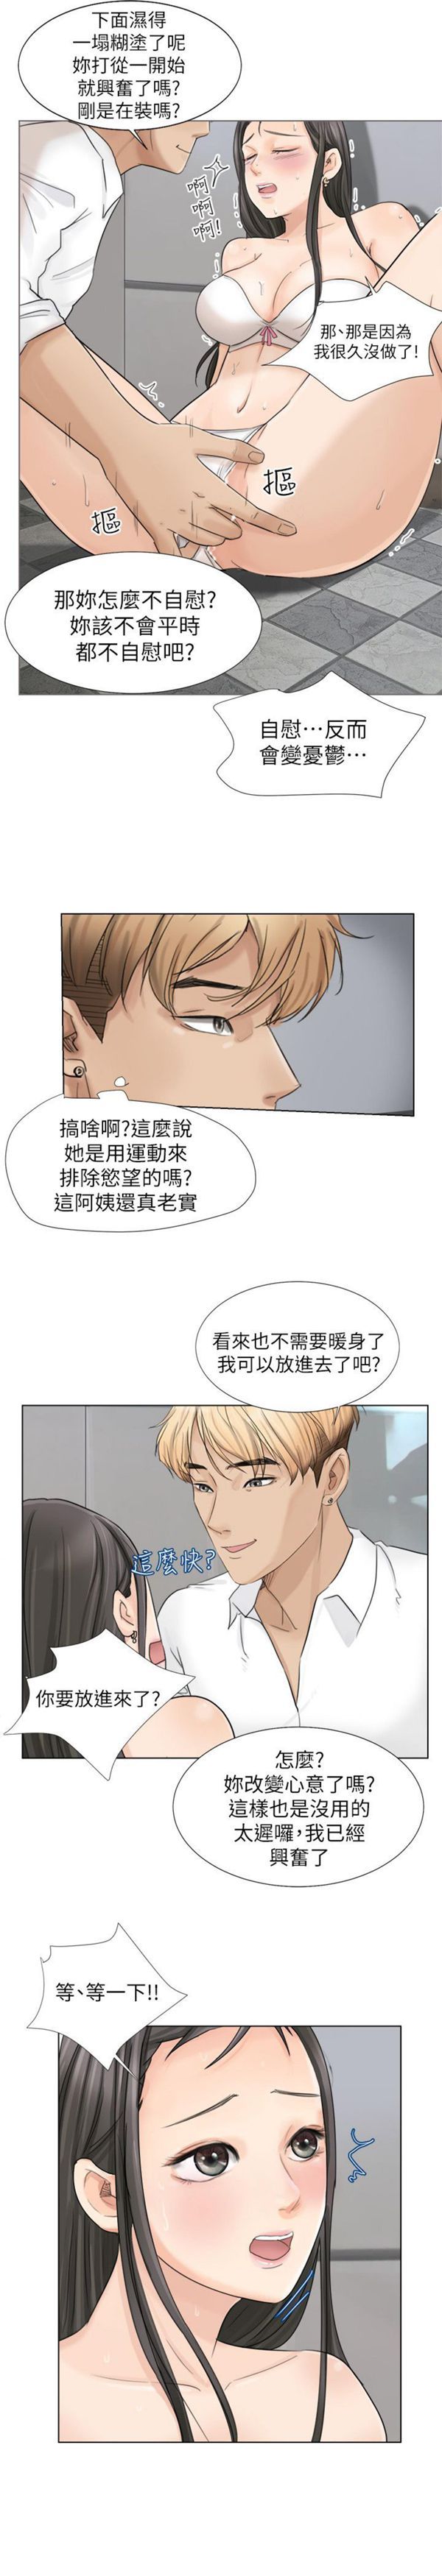 下面濕得
一塌糊塗了呢
妳打從一開始
就興奮了嗎?
剛是在裝嗎?
啊
啊
啊!
那、那是因為
我很久沒做了!
摳
摳
那妳怎麼不自慰?
妳該不會平時
都不自慰吧?
自慰…反而
會變憂鬱…
搞啥啊?這麼說
她是用運動來
排除慾望的嗎?
這阿姨還真老實
看來也不需要暖身了
我可以放進去了吧?
這麼快?
你要放進來了?
怎麼?
妳改變心意了嗎?
這樣也是沒用的
太遲囉，我已經
興奮了
等、等一下!!